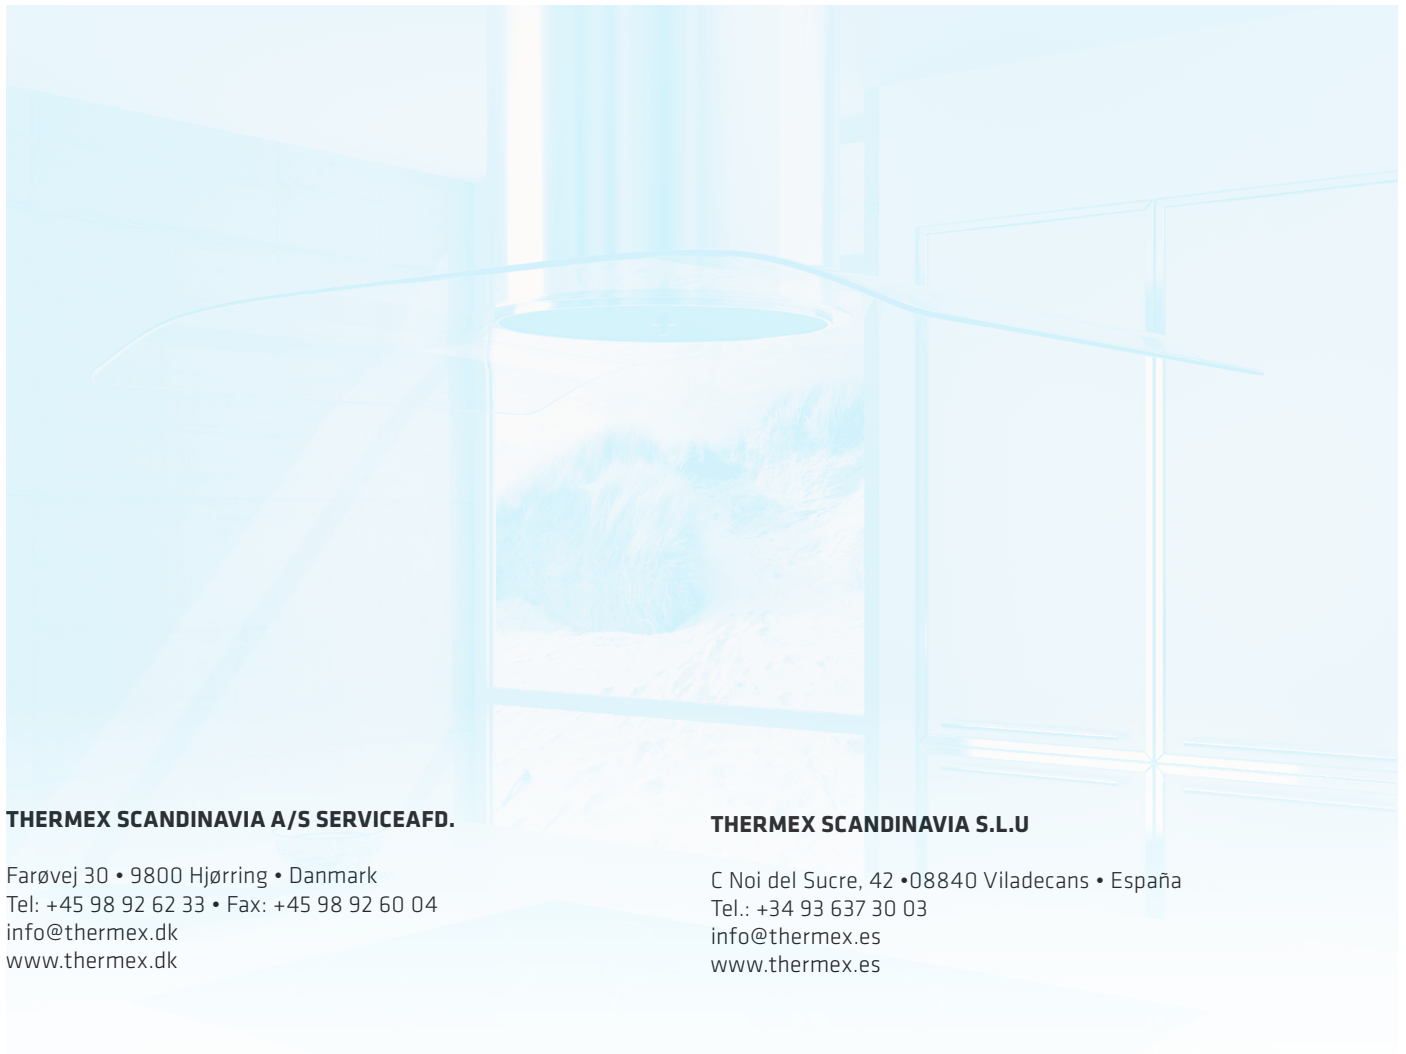 THERMEX SCANDINAVIA A/S SERVICEAFD.
Farøvej 30 • 9800 Hjørring • Danmark
Tel: +45 98 92 62 33 • Fax: +45 98 92 60 04
info@thermex.dk
www.thermex.dk
THERMEX SCANDINAVIA S.L.U
C Noi del Sucre, 42 •08840 Viladecans • España
Tel.: +34 93 637 30 03
info@thermex.es
www.thermex.es